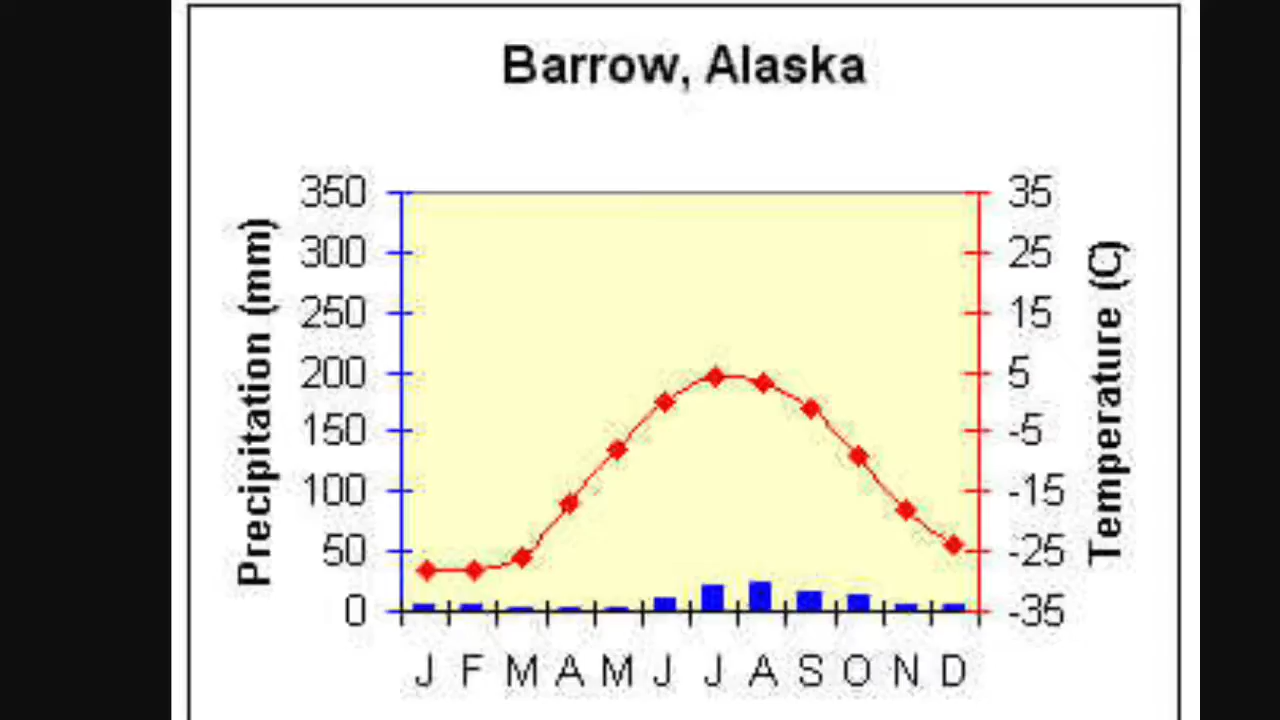 Barrow, Alaska
350 35
300 25
250 15
200 5
150 -5
100 -15
50 -25
0 -35
Precipitation (mm)
Temperature (C)
J F M A M J J A S O N D